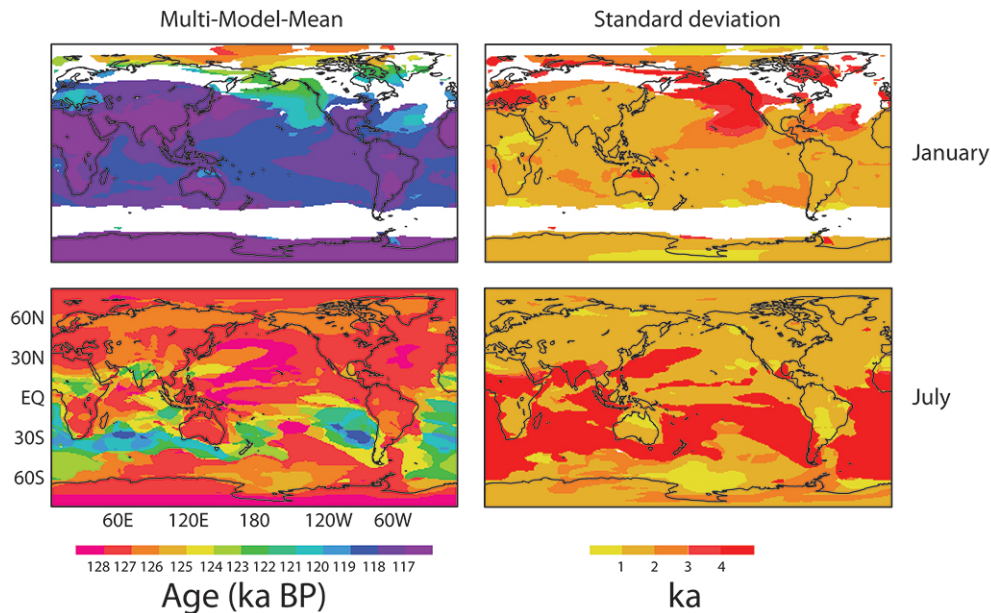 Multi-Model-Mean
Standard deviation
January
60N
30N
EQ
30S
60S
July
60E 120E 180 120W 60W
128 127 126 125 124 123 122 121 120 119 118 117
1 2 3 4
Age (ka BP)
ka